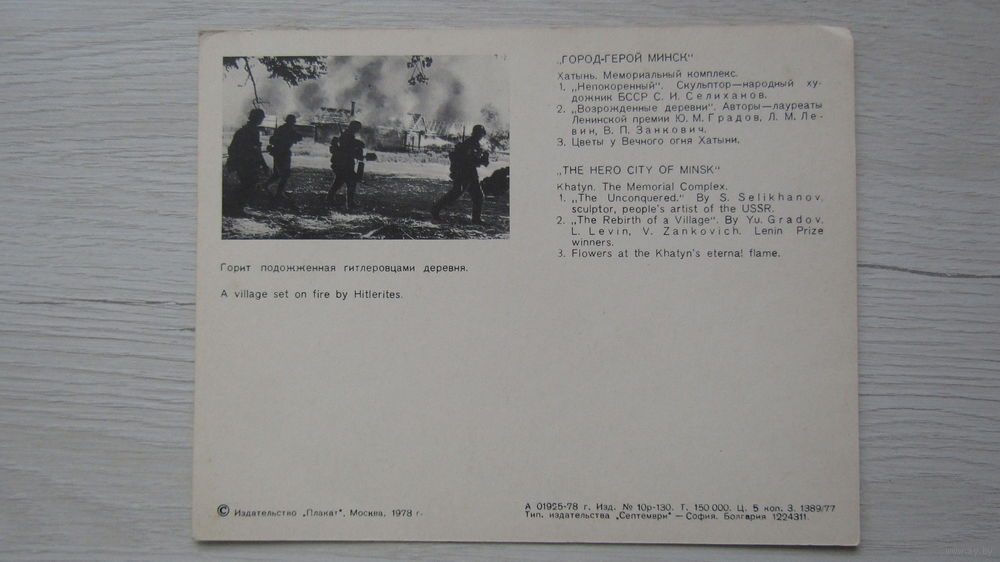 „ГОРОД-ГЕРОЙ МИНСК"
Хатынь. Мемориальный комплекс.
1. „Непокоренный". Скульптор—народный ху-
дожник БССР С. И. Селиханов.
2. „Возрожденные деревни". Авторы—лауреаты
Ленинской премии Ю. М. Градов, Л. М. Ле-
вин, В. П. Занкович.
3. Цветы у Вечного огня Хатыни.
„THE HERO CITY OF MINSK"
Khatyn. The Memorial Complex.
1. „The Unconquered." By S. Selikhanov,
sculptor, people's artist of the USSR.
2. „The Rebirth of a Village". By Yu. Gradov,
L. Levin, V. Zankovich. Lenin Prize
winners.
3. Flowers at the Khatyn's eternal flame.
Горит подожженная гитлеровцами деревня.
A village set on fire by Hitlerites.
© Издательство „Плакат", Москва, 1978 г.
А 01925-78 г. Изд. № 10р-130. Т. 150 000. Ц. 5 коп. З. 1389/77
Тип. издательства „Септември" — София. Болгария 1224311.
www.ay.by